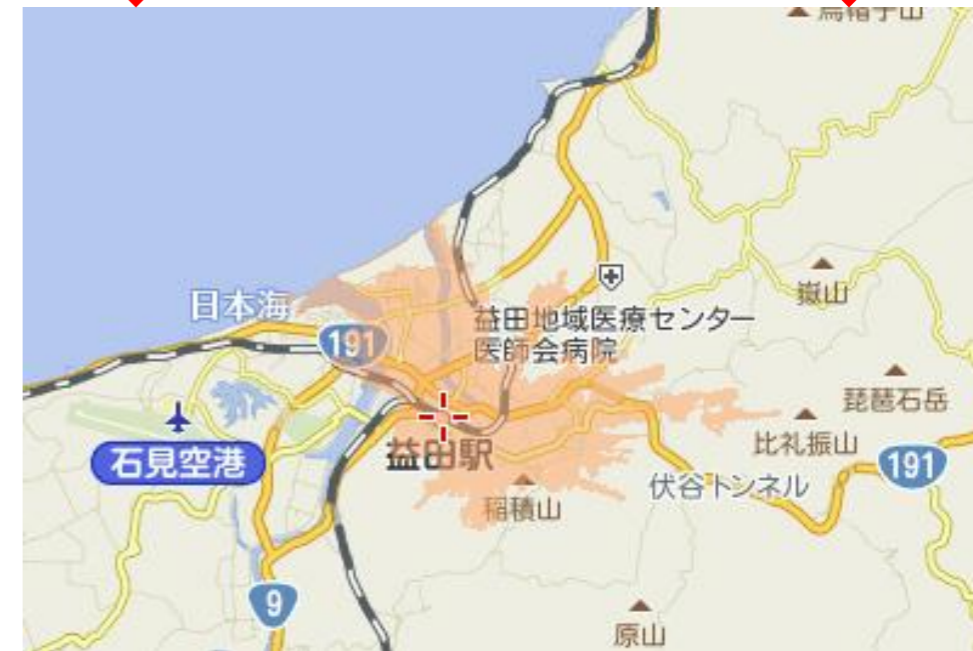 烏帽子山
日本海
嶽山
益田地域医療センター
医師会病院
191
琵琶石岳
比礼振山
石見空港
益田駅
191
伏谷トンネル
稲積山
9
原山